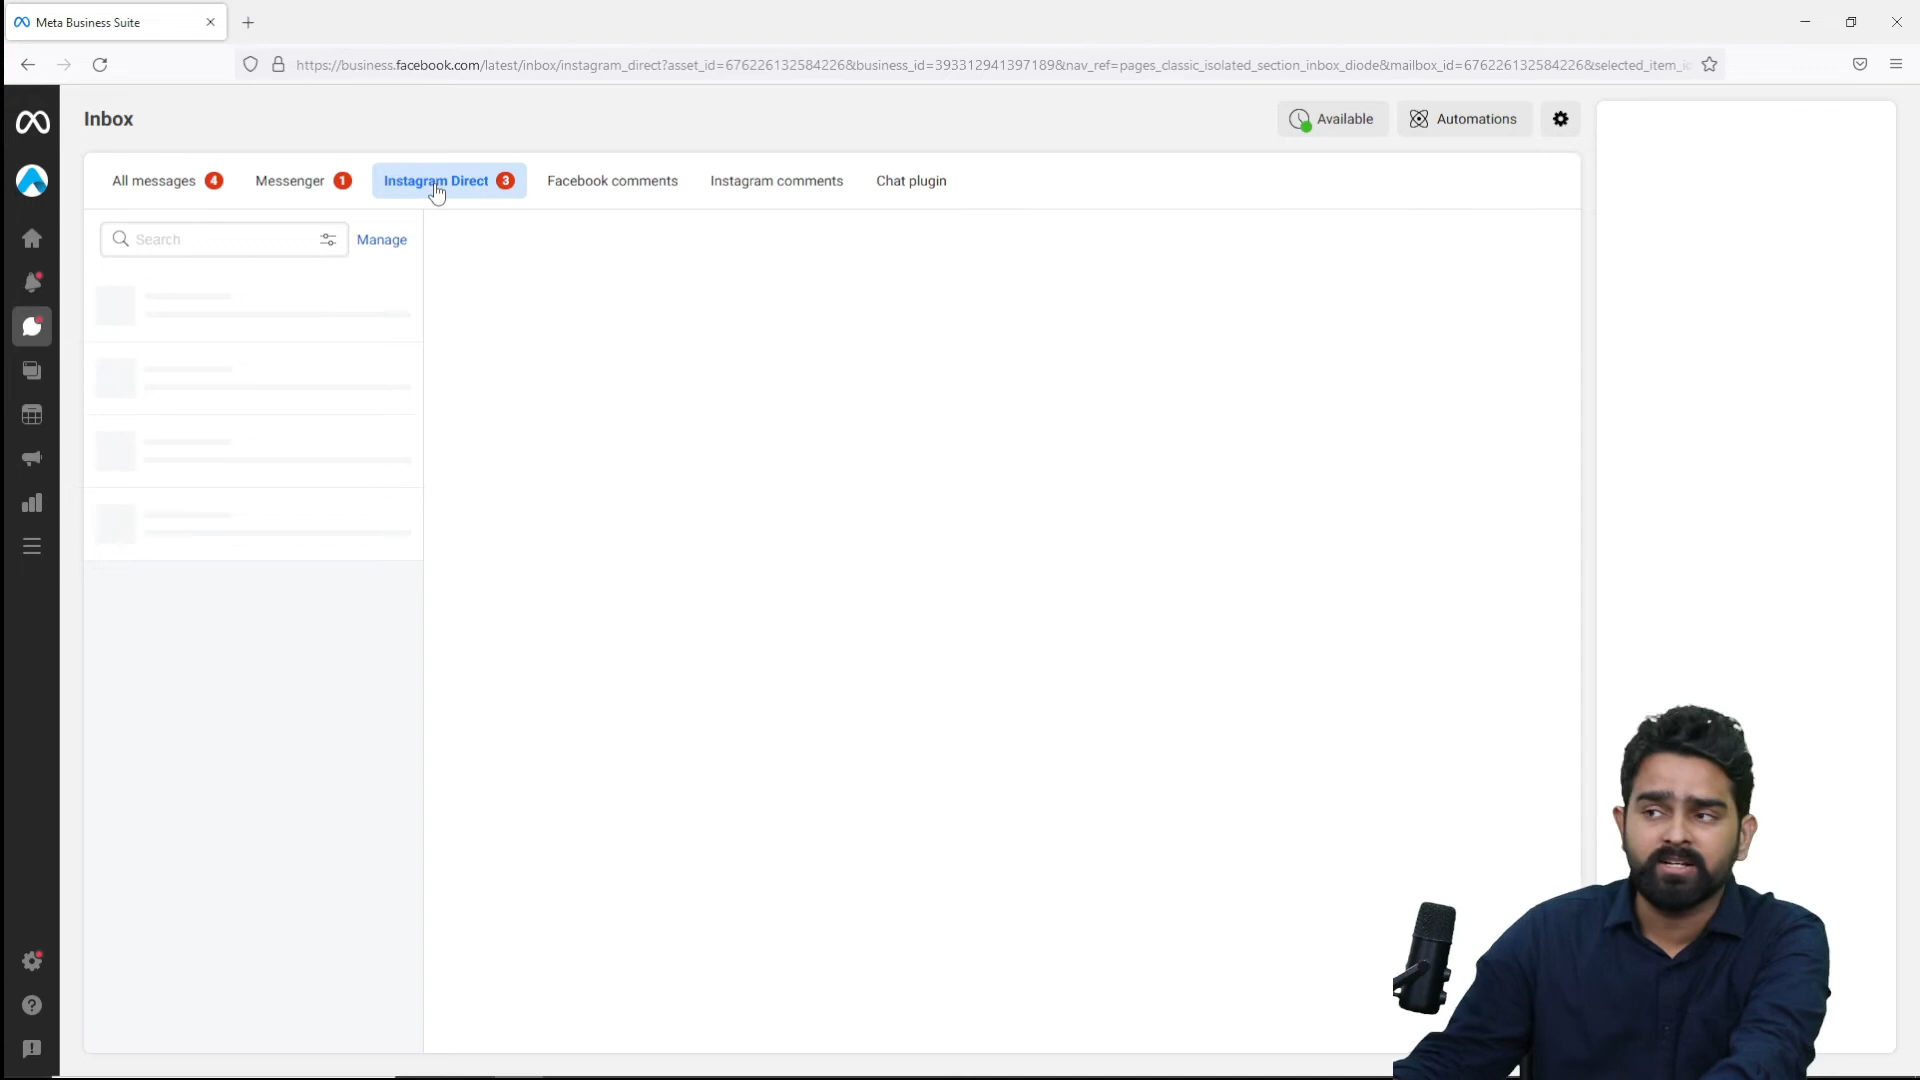 Meta Business Suite
https://business.facebook.com/latest/inbox/instagram_direct?asset_id=676226132584226&business_id=393312941397189&nav_ref=pages_classic_isolated_section_inbox_diode&mailbox_id=676226132584226&selected_item_ic
Inbox
Available
Automations
All messages 4
Messenger 1
Instagram Direct 3
Facebook comments
Instagram comments
Chat plugin
Search
Manage